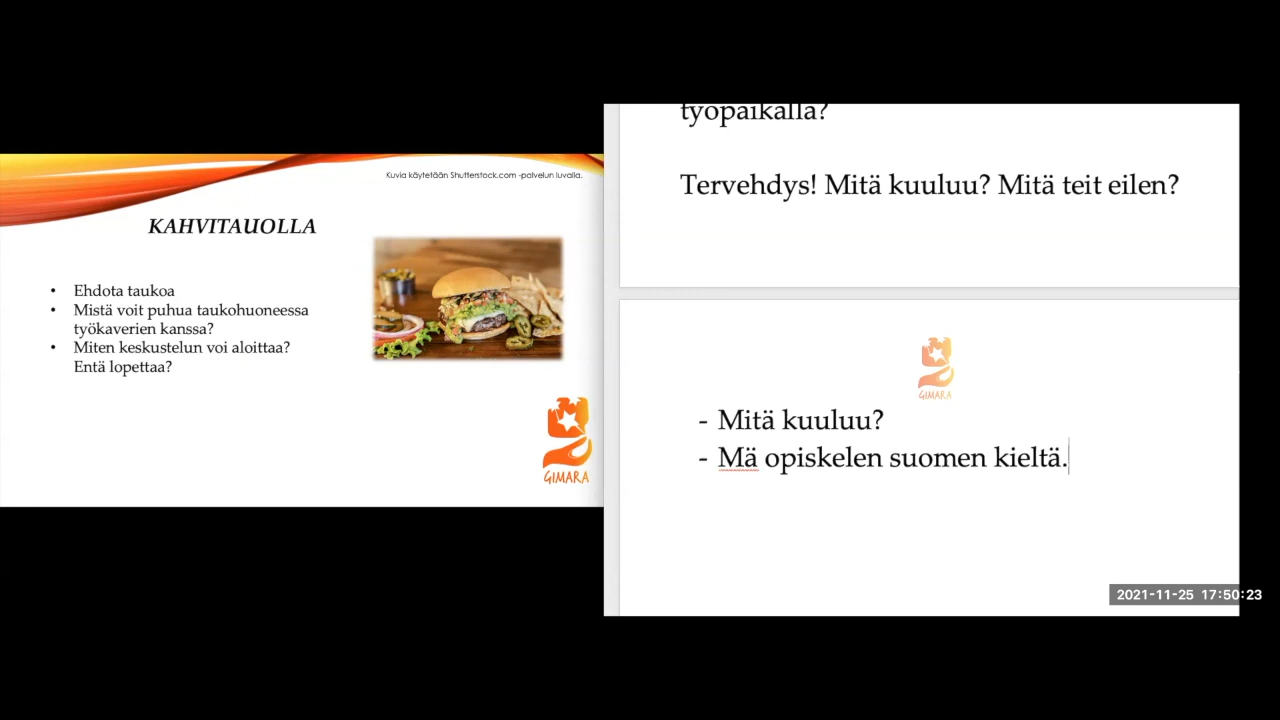 Kuvia käytetään Shutterstock.com -palvelun luvalla.
KAHVITAUOLLA
• Ehdota taukoa
• Mistä voit puhua taukohuoneessa
työkaverien kanssa?
• Miten keskustelun voi aloittaa?
Entä lopettaa?
GIMARA
työpaikalla?
Tervehdys! Mitä kuuluu? Mitä teit eilen?
GIMARA
- Mitä kuuluu?
- Mä opiskelen suomen kieltä.
2021-11-25 17:50:23